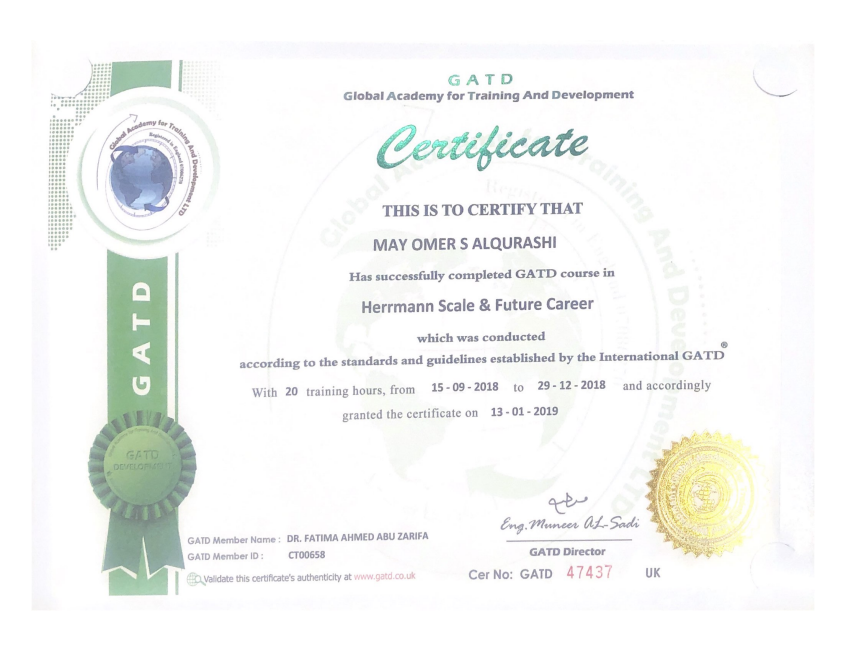 GATD
Global Academy for Training And Development
Certificate
THIS IS TO CERTIFY THAT
MAY OMER S ALQURASHI
Has successfully completed GATD course in
Herrmann Scale & Future Career
which was conducted
according to the standards and guidelines established by the International GATD®
With 20 training hours, from 15 - 09 - 2018 to 29 - 12 - 2018 and accordingly
granted the certificate on 13 - 01 - 2019
Global Academy for Training And Development LTD
GATD
GATD
DEVELOPMENT
Eng. Muneer AL-Sadi
GATD Director
GATD Member Name : DR. FATIMA AHMED ABU ZARIFA
GATD Member ID : CT00658
Validate this certificate's authenticity at www.gatd.co.uk
Cer No: GATD 47437 UK